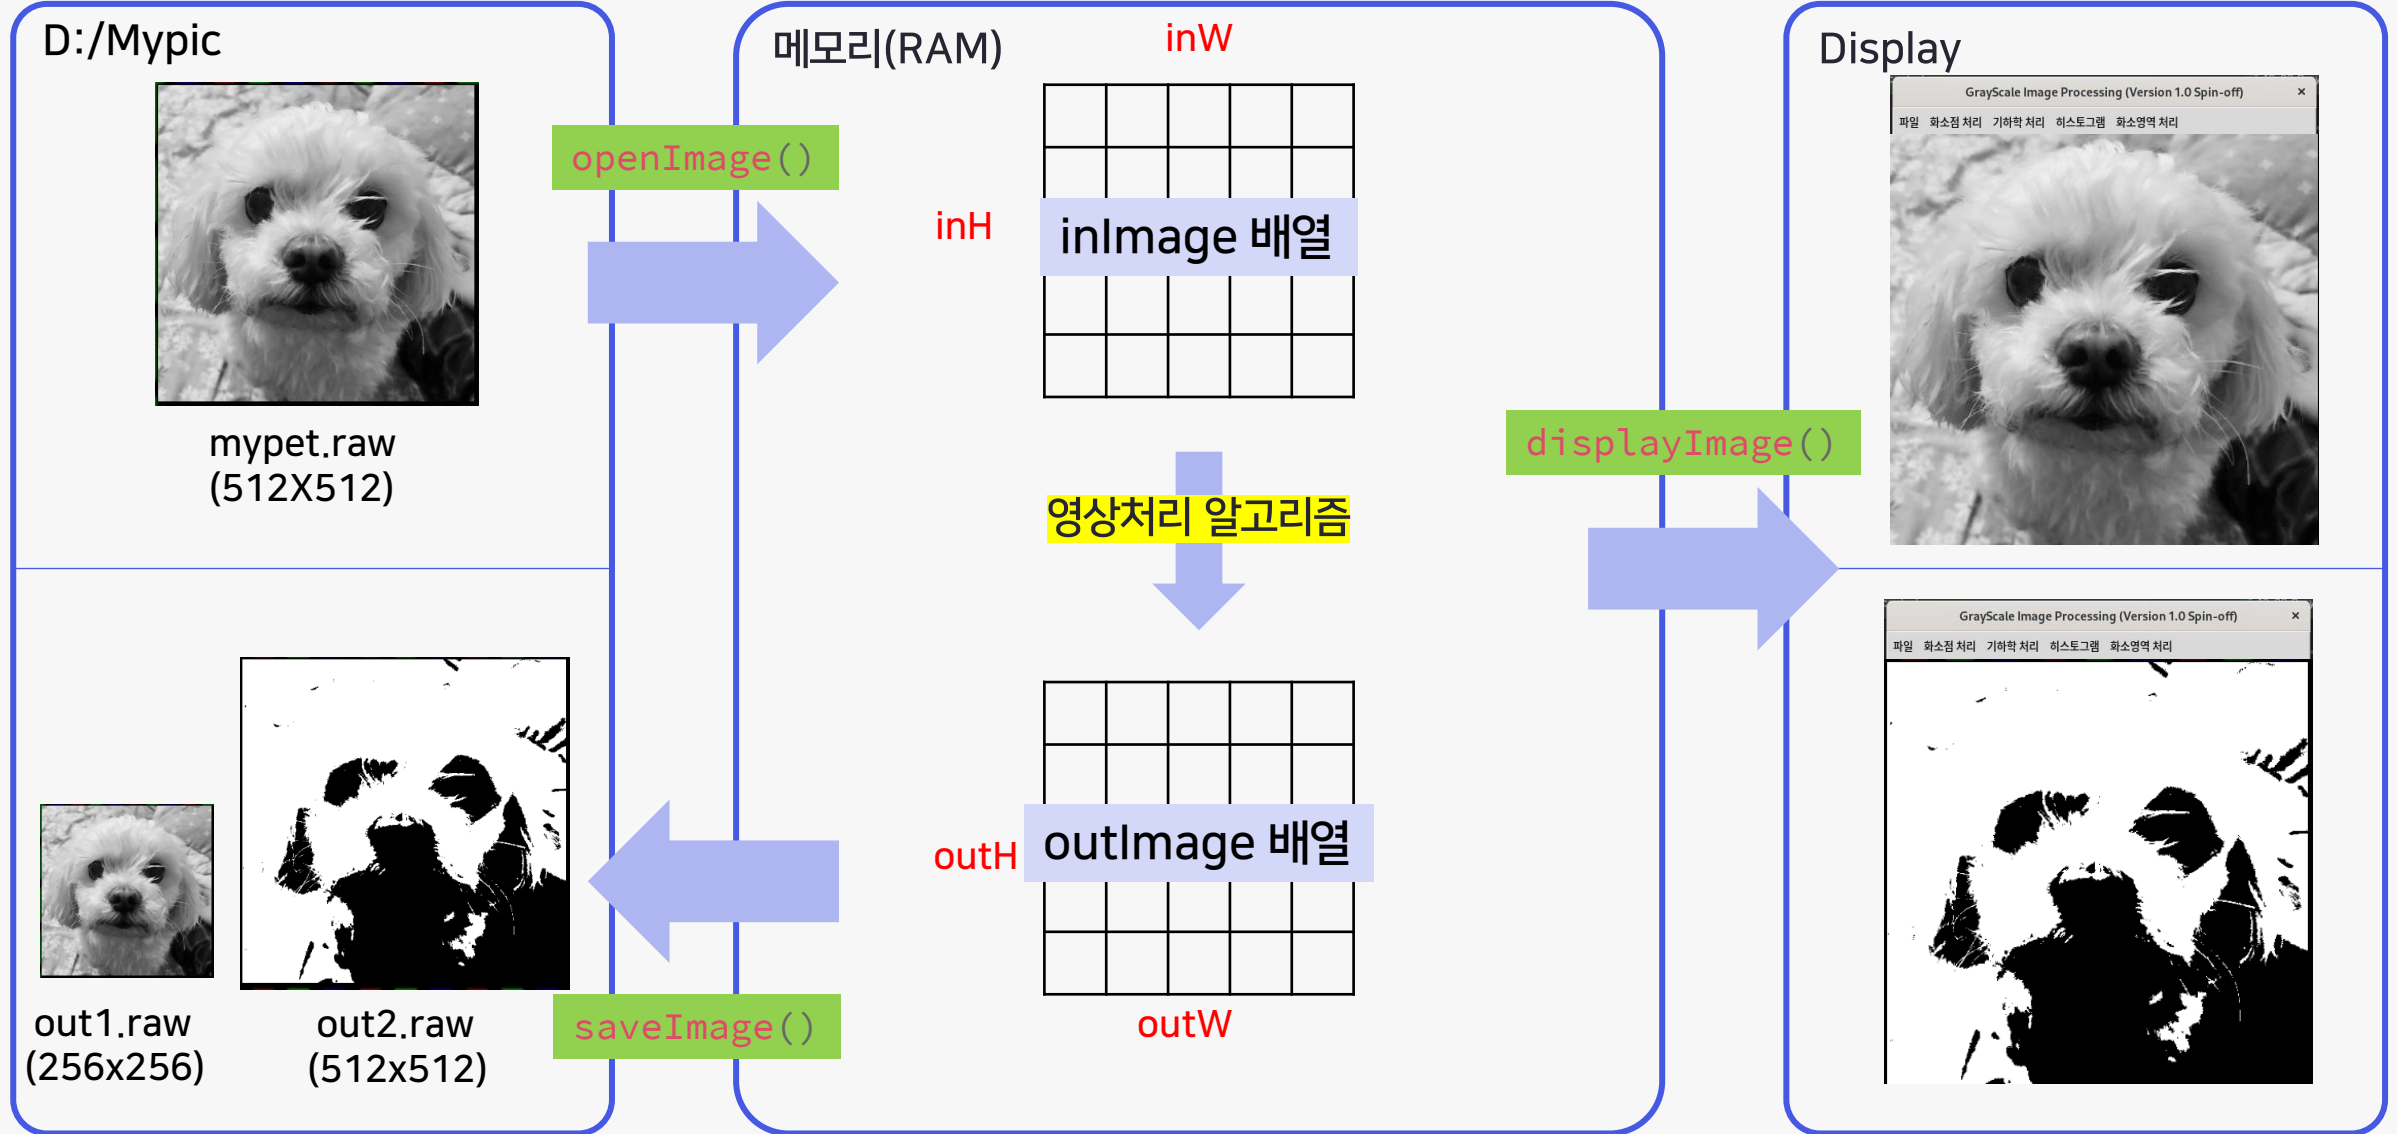 D:/Mypic
mypet.raw
(512X512)
out1.raw
(256x256)
out2.raw
(512x512)
openImage()
saveImage()
메모리(RAM)
inW
inH
inImage 배열
영상처리 알고리즘
outH
outImage 배열
outW
displayImage()
Display
GrayScale Image Processing (Version 1.0 Spin-off) ×
파일 화소점 처리 기하학 처리 히스토그램 화소영역 처리
GrayScale Image Processing (Version 1.0 Spin-off) ×
파일 화소점 처리 기하학 처리 히스토그램 화소영역 처리